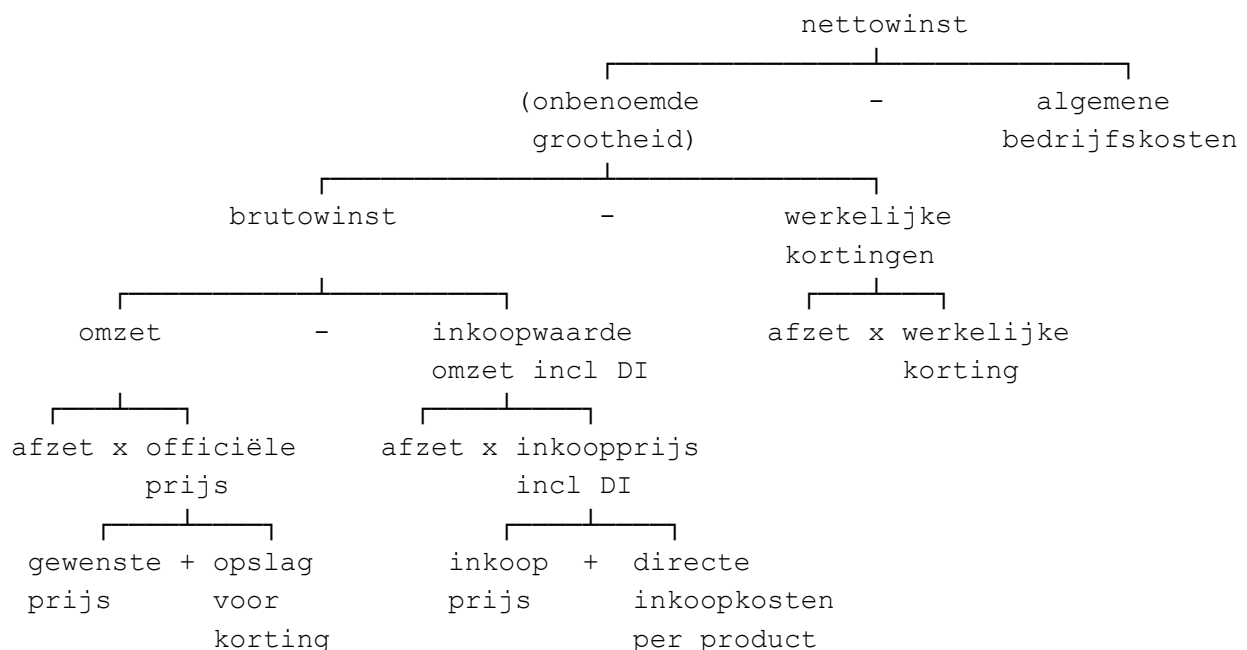 nettowinst
(onbenoemde - algemene
grootheid) bedrijfskosten
brutowinst - werkelijke
kortingen
omzet - inkoopwaarde afzet x werkelijke
omzet incl DI korting
afzet x officiële afzet x inkoopprijs
prijs incl DI
gewenste + opslag inkoop + directe
prijs voor prijs inkoopkosten
korting per product